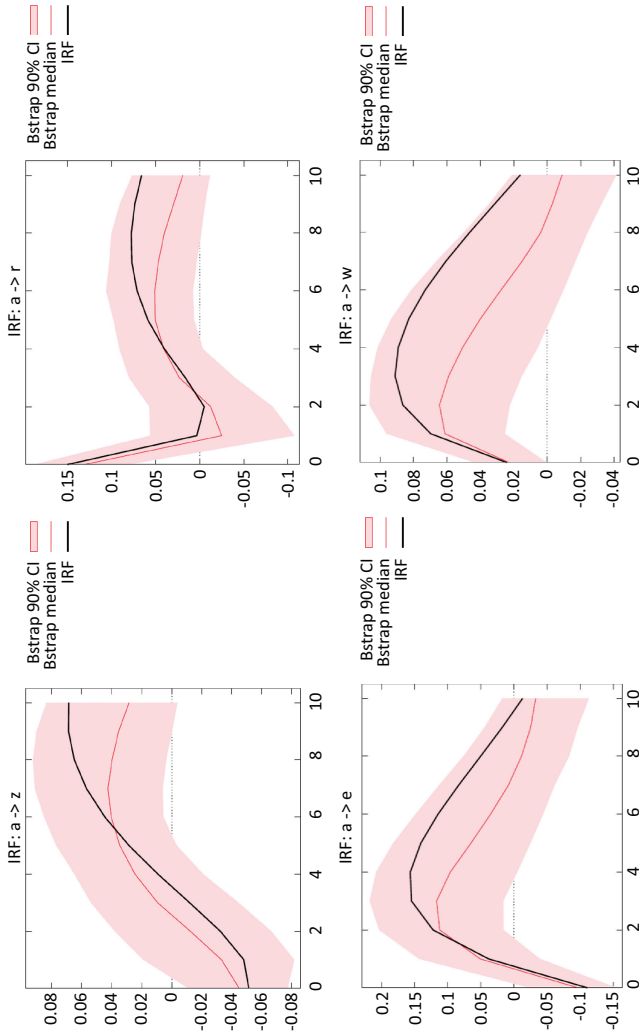 IRF: a -> z
0.08
0.06
0.04
0.02
0
-0.02
-0.04
-0.06
-0.08
0 2 4 6 8 10
Bstrap 90% CI
Bstrap median
IRF
IRF: a -> r
0.15
0.1
0.05
0
-0.05
-0.1
0 2 4 6 8 10
Bstrap 90% CI
Bstrap median
IRF
IRF: a -> e
0.2
0.15
0.1
0.05
0
-0.05
-0.1
-0.15
0 2 4 6 8 10
Bstrap 90% CI
Bstrap median
IRF
IRF: a -> w
0.1
0.08
0.06
0.04
0.02
0
-0.02
-0.04
0 2 4 6 8 10
Bstrap 90% CI
Bstrap median
IRF